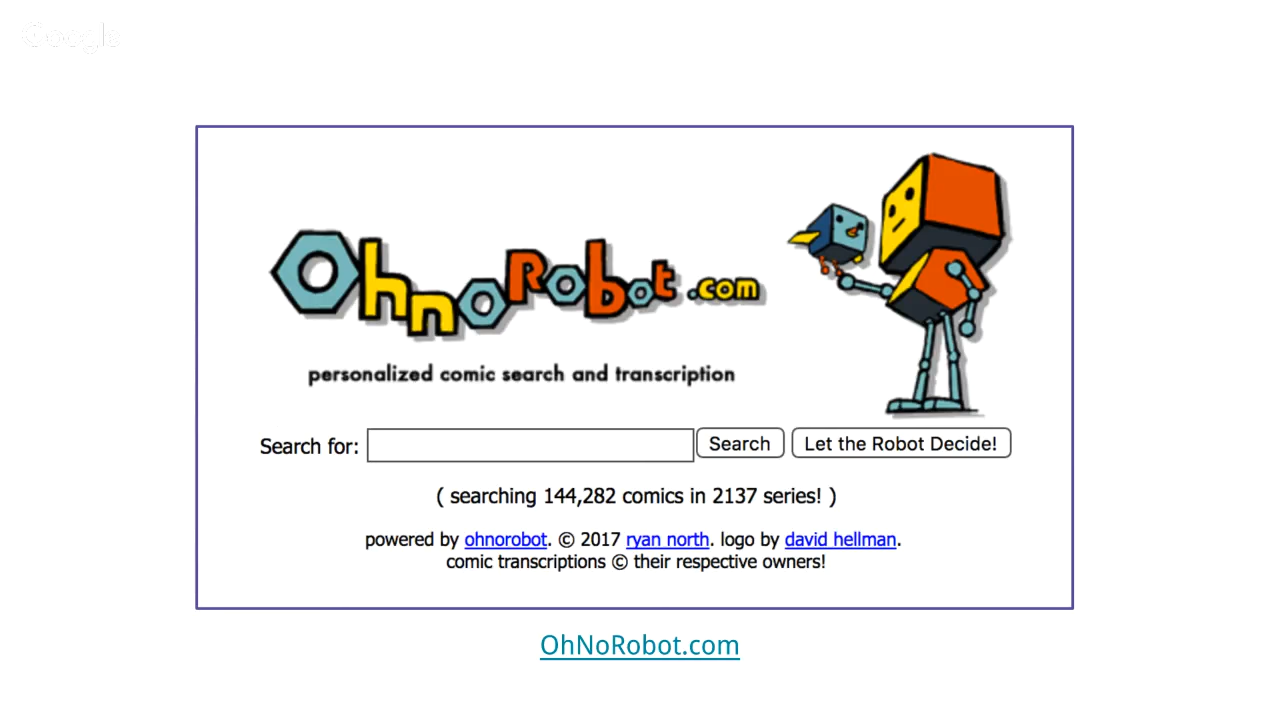 Google
OhnoRobot.com
personalized comic search and transcription
Search for: Search Let the Robot Decide!
( searching 144,282 comics in 2137 series! )
powered by ohnorobot. © 2017 ryan north. logo by david hellman.
comic transcriptions © their respective owners!
OhNoRobot.com